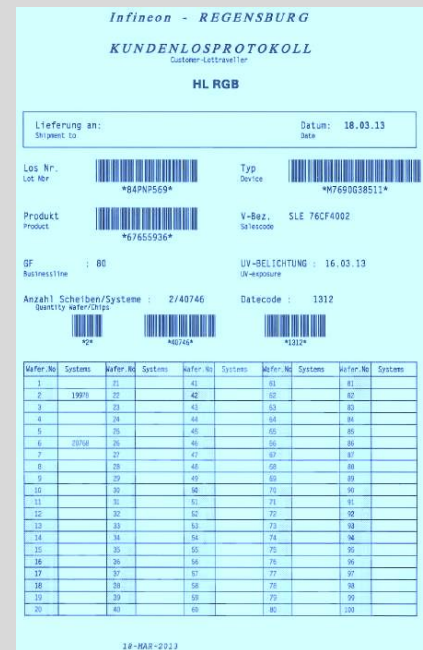 Infineon - REGENSBURG
KUNDENLOSPROTOKOLL
Customer-Lottraveller
HL RGB
Lieferung an: Datum: 18.03.13
Shipment to Date
Los Nr. Typ
Lot Nbr Device
*84PNP569* *M7690G38511*
Produkt V-Bez. SLE 76CF4002
Product Salescode
*67655936*
GF : 80 UV-BELICHTUNG : 16.03.13
Businessline UV-exposure
Anzahl Scheiben/Systeme : 2/40746 Datecode : 1312
Quantity Wafer/Chips
*2* *40746* *1312*
Wafer.No Systems Wafer.No Systems Wafer.No Systems Wafer.No Systems Wafer.No Systems
1 21 41 61 81
2 19978 22 42 62 82
3 23 43 63 83
4 24 44 64 84
5 25 45 65 85
6 20768 26 46 66 86
7 27 47 67 87
8 28 48 68 88
9 29 49 69 89
10 30 50 70 90
11 31 51 71 91
12 32 52 72 92
13 33 53 73 93
14 34 54 74 94
15 35 55 75 95
16 36 56 76 96
17 37 57 77 97
18 38 58 78 98
19 39 59 79 99
20 40 60 80 100
18-MAR-2013